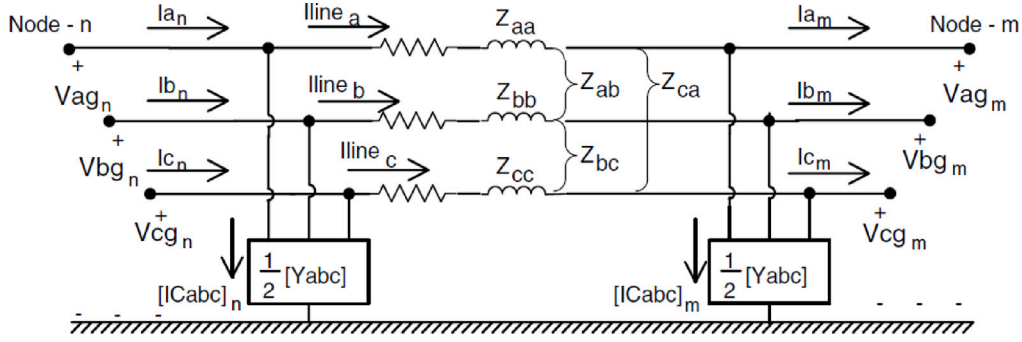 Node - n Ia n Iline a Zaa Ia m Node - m
+ +
Vag n Ib n Iline b Zbb Zab Zca Ib m Vag m
+ +
Vbg n Ic n Iline c Zcc Zbc Ic m Vbg m
+ +
Vcg n Vcg m
1/2 [Yabc] 1/2 [Yabc]
[ICabc]n [ICabc]m